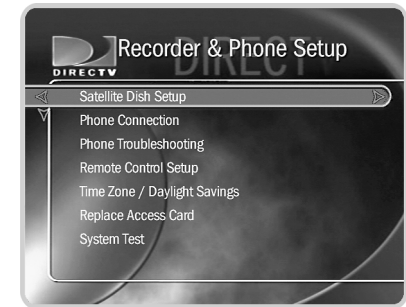 Recorder & Phone Setup
DIRECTV
DIRECTV
Satellite Dish Setup
Phone Connection
Phone Troubleshooting
Remote Control Setup
Time Zone / Daylight Savings
Replace Access Card
System Test